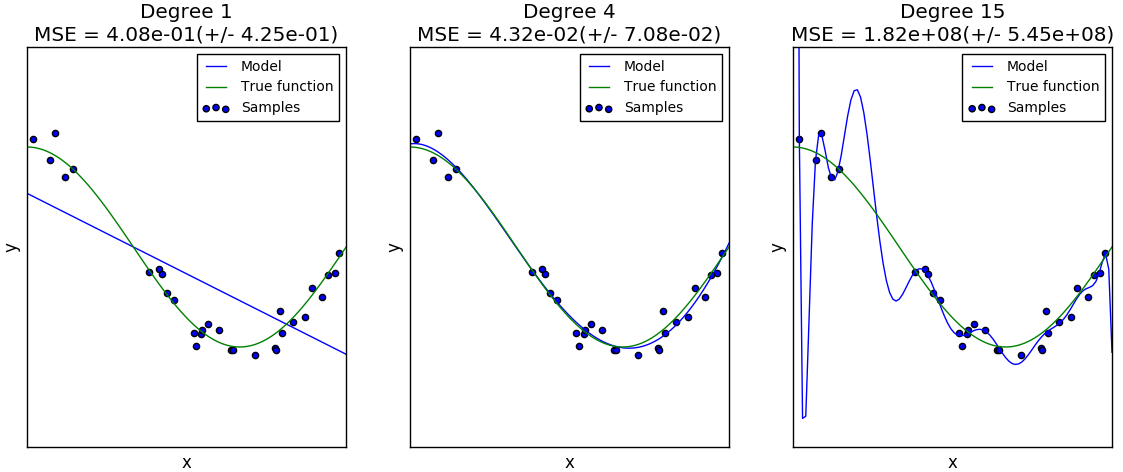 Degree 1
MSE = 4.08e-01(+/- 4.25e-01)
Model
True function
Samples
y
x
Degree 4
MSE = 4.32e-02(+/- 7.08e-02)
Model
True function
Samples
y
x
Degree 15
MSE = 1.82e+08(+/- 5.45e+08)
Model
True function
Samples
y
x